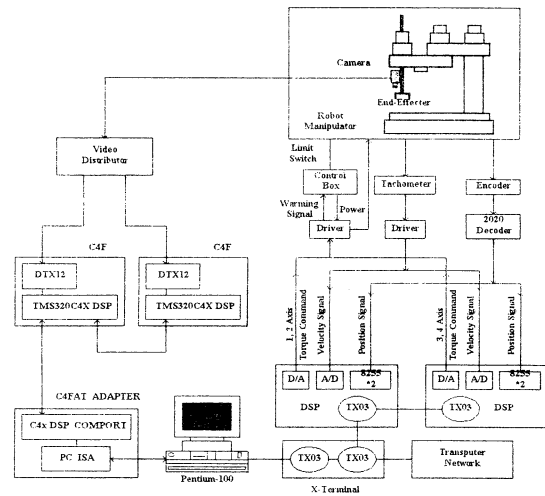 Camera
End-Effecter
Robot
Manipulator
Limit
Switch
Video
Distributor
Control
Box
Tachometer
Encoder
Warming
Signal
Power
Driver
Driver
2020
Decoder
C4F
C4F
DTX12
DTX12
TMS320C4X DSP
TMS320C4X DSP
1, 2 Axis
Torque Command
Velocity Signal
Position Signal
3, 4 Axis
Torque Command
Velocity Signal
Position Signal
D/A
A/D
8255
*2
D/A
A/D
8255
*2
DSP
TX03
TX03
DSP
C4FAT ADAPTER
C4x DSP COMPORT
PC ISA
Pentium-100
TX03
TX03
X-Terminal
Transputer
Network